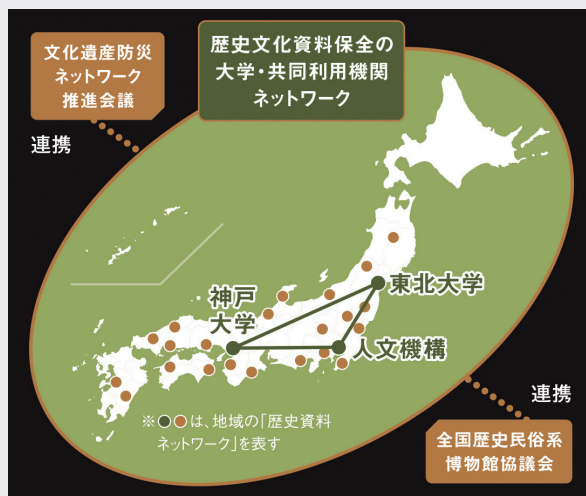 文化遺産防災
ネットワーク
推進会議
連携
歴史文化資料保全の
大学・共同利用機関
ネットワーク
東北大学
神戸
大学
人文機構
※●●は、地域の「歴史資料
ネットワーク」を表す
連携
全国歴史民俗系
博物館協議会